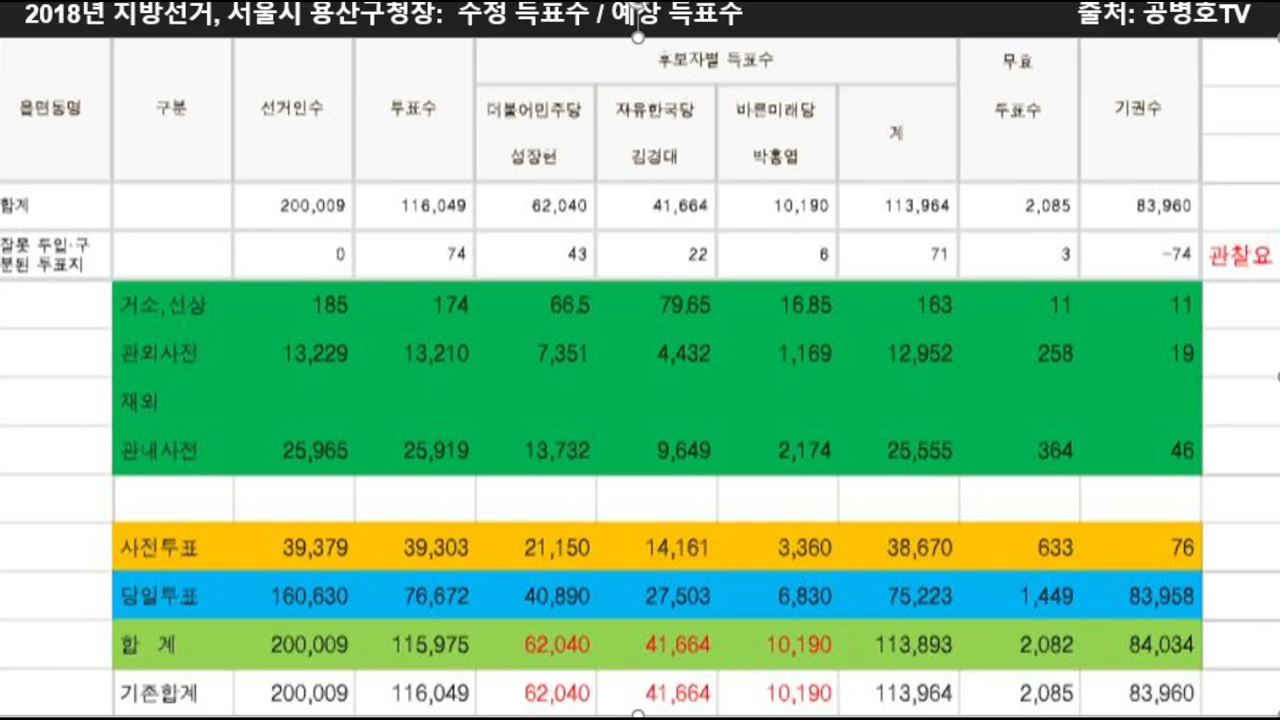 2018년 지방선거, 서울시 용산구청장: 수정 득표수 / 예상 득표수 출처: 공병호TV
후보자별 득표수 무효
읍면동명 구분 선거인수 투표수 더불어민주당 자유한국당 바른미래당 계 투표수 기권수
성장현 김경대 박홍엽
합계 200,009 116,049 62,040 41,664 10,190 113,964 2,085 83,960
잘못 투입·구
분된 투표지 0 74 43 22 6 71 3 -74 관찰요
거소,선상 185 174 66.5 79.65 16.85 163 11 11
관외사전 13,229 13,210 7,351 4,432 1,169 12,952 258 19
재외
관내사전 25,965 25,919 13,732 9,649 2,174 25,555 364 46
사전투표 39,379 39,303 21,150 14,161 3,360 38,670 633 76
당일투표 160,630 76,672 40,890 27,503 6,830 75,223 1,449 83,958
합 계 200,009 115,975 62,040 41,664 10,190 113,893 2,082 84,034
기존합계 200,009 116,049 62,040 41,664 10,190 113,964 2,085 83,960